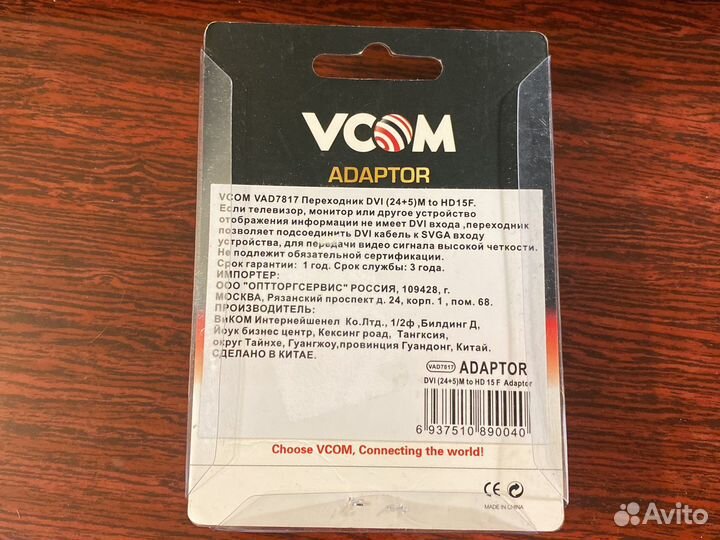 VCOM
ADAPTOR
VCOM VAD7817 Переходник DVI (24+5)M to HD15F.
Если телевизор, монитор или другое устройство
отображения информации не имеет DVI входа ,переходник
позволяет подсоединить DVI кабель к SVGA входу
устройства, для передачи видео сигнала высокой четкости.
Не подлежит обязательной сертификации.
Срок гарантии: 1 год. Срок службы: 3 года.
ИМПОРТЕР:
ООО "ОПТТОРГСЕРВИС" РОССИЯ, 109428, г.
МОСКВА, Рязанский проспект д. 24, корп. 1 , пом. 68.
ПРОИЗВОДИТЕЛЬ:
ВиКОМ Интернейшенел Ко.Лтд., 1/2ф ,Билдинг Д,
Йоук бизнес центр, Кексинг роад, Тангксия,
округ Тайнхе, Гуангжоу,провинция Гуандонг, Китай.
СДЕЛАНО В КИТАЕ.
VAD7817 ADAPTOR
DVI (24+5)M to HD 15 F Adaptor
6 937510 890040
Choose VCOM, Connecting the world!
CE
MADE IN CHINA
Avito